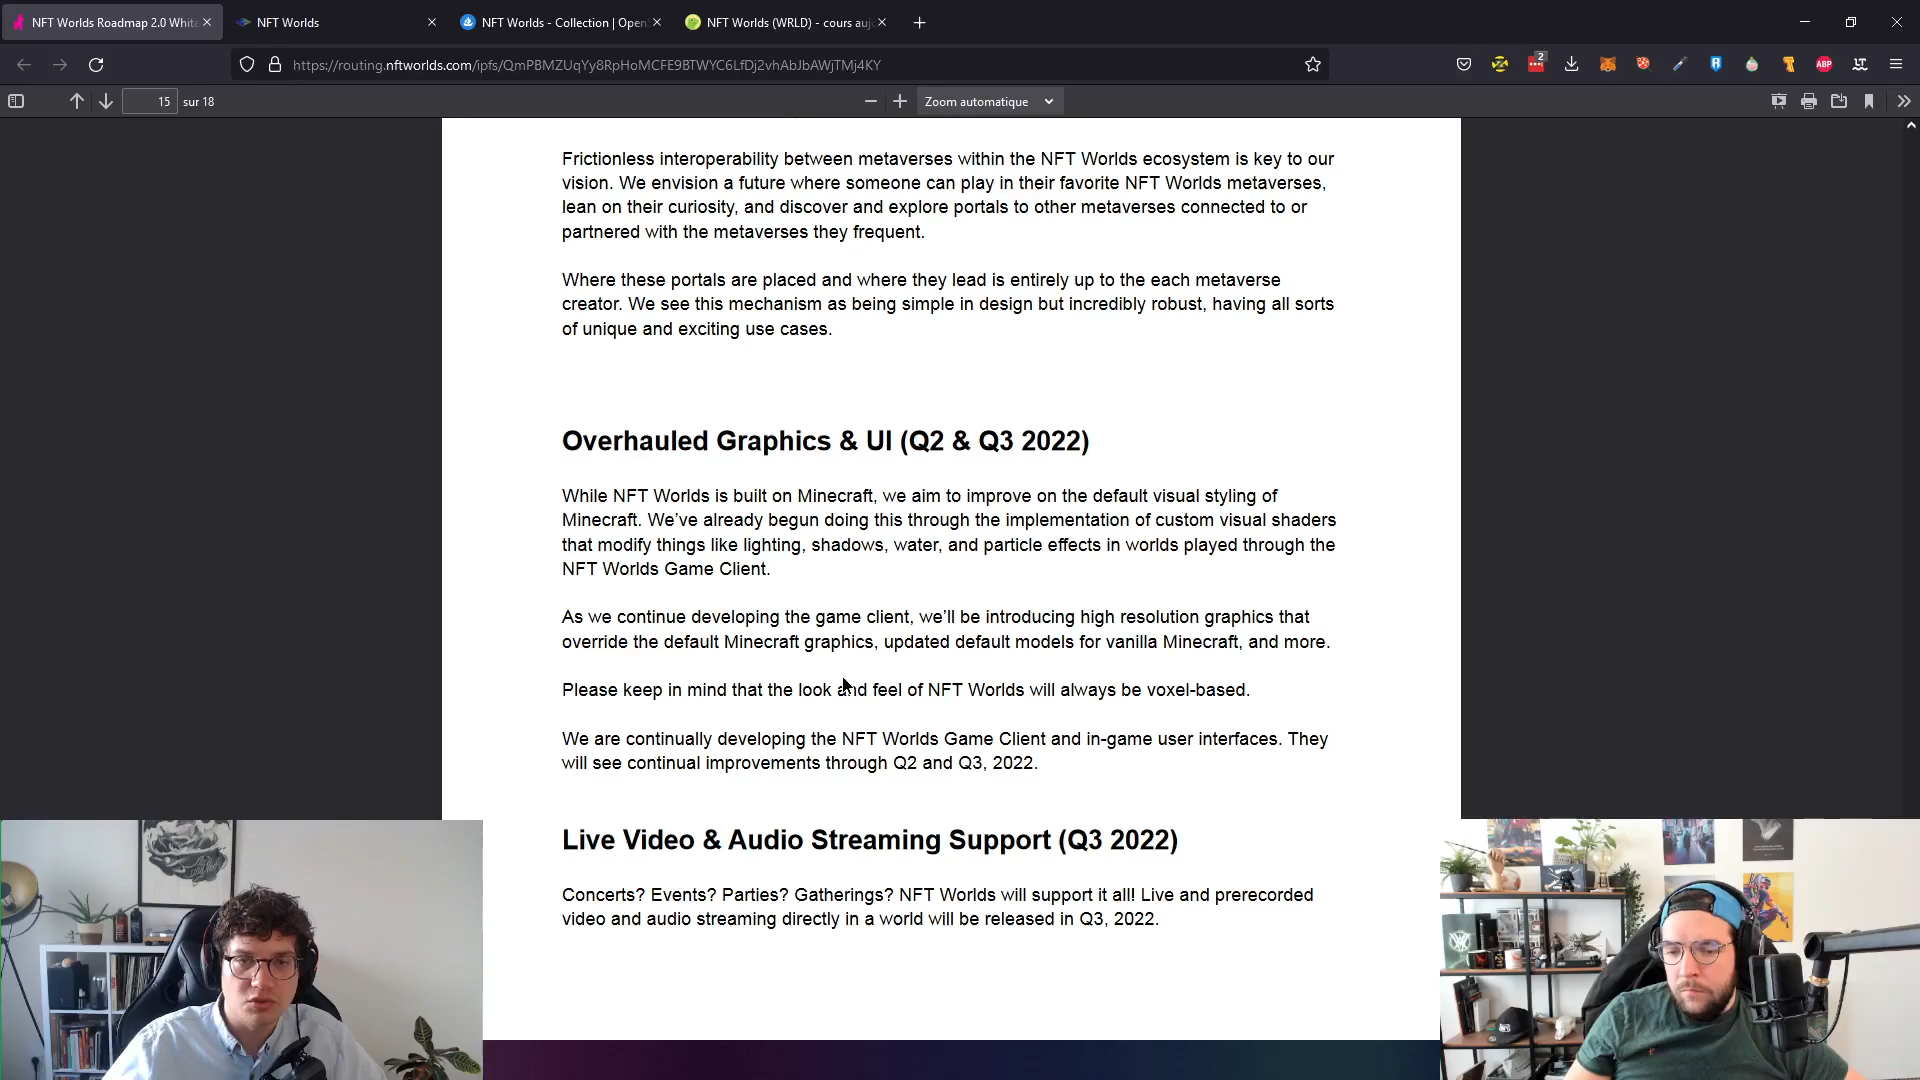 NFT Worlds Roadmap 2.0 White
NFT Worlds
NFT Worlds - Collection | Open
NFT Worlds (WRLD) - cours auj
https://routing.nftworlds.com/ipfs/QmPBMZUqYy8RpHoMCFE9BTWYC6LfDj2vhAbJbAWjTMj4KY
2
ABP
15 sur 18
Zoom automatique
Frictionless interoperability between metaverses within the NFT Worlds ecosystem is key to our
vision. We envision a future where someone can play in their favorite NFT Worlds metaverses,
lean on their curiosity, and discover and explore portals to other metaverses connected to or
partnered with the metaverses they frequent.
Where these portals are placed and where they lead is entirely up to the each metaverse
creator. We see this mechanism as being simple in design but incredibly robust, having all sorts
of unique and exciting use cases.
Overhauled Graphics & UI (Q2 & Q3 2022)
While NFT Worlds is built on Minecraft, we aim to improve on the default visual styling of
Minecraft. We've already begun doing this through the implementation of custom visual shaders
that modify things like lighting, shadows, water, and particle effects in worlds played through the
NFT Worlds Game Client.
As we continue developing the game client, we'll be introducing high resolution graphics that
override the default Minecraft graphics, updated default models for vanilla Minecraft, and more.
Please keep in mind that the look and feel of NFT Worlds will always be voxel-based.
We are continually developing the NFT Worlds Game Client and in-game user interfaces. They
will see continual improvements through Q2 and Q3, 2022.
Live Video & Audio Streaming Support (Q3 2022)
Concerts? Events? Parties? Gatherings? NFT Worlds will support it all! Live and prerecorded
video and audio streaming directly in a world will be released in Q3, 2022.